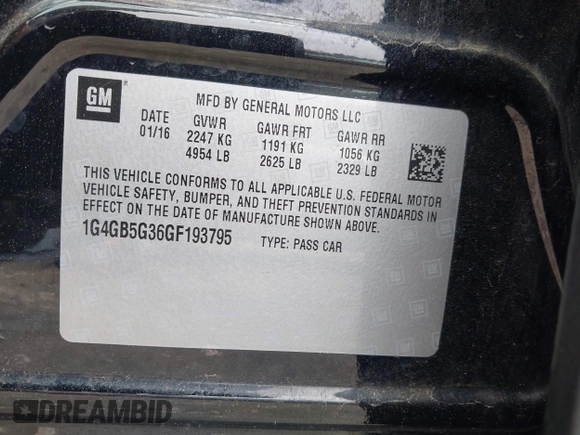 GM
MFD BY GENERAL MOTORS LLC
DATE GVWR GAWR FRT GAWR RR
01/16 2247 KG 1191 KG 1056 KG
4954 LB 2625 LB 2329 LB
THIS VEHICLE CONFORMS TO ALL APPLICABLE U.S. FEDERAL MOTOR
VEHICLE SAFETY, BUMPER, AND THEFT PREVENTION STANDARDS IN
EFFECT ON THE DATE OF MANUFACTURE SHOWN ABOVE.
1G4GB5G36GF193795 TYPE: PASS CAR
DREAMBID